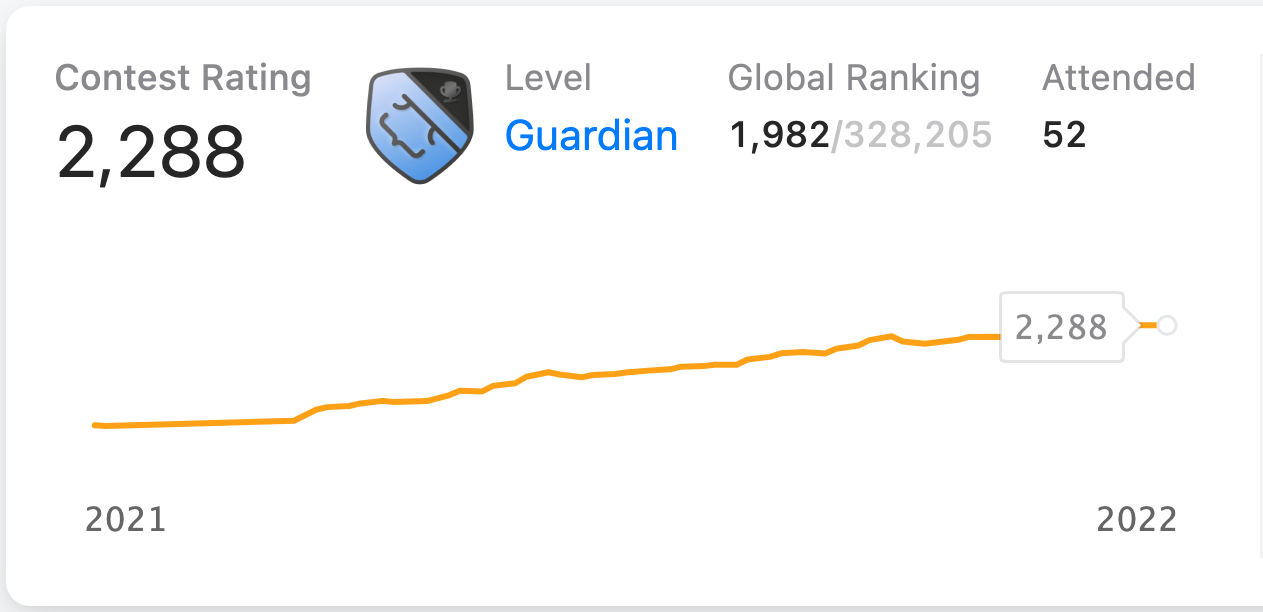 Contest Rating
2,288
Level
Guardian
Global Ranking
1,982/328,205
Attended
52
2,288
2021
2022